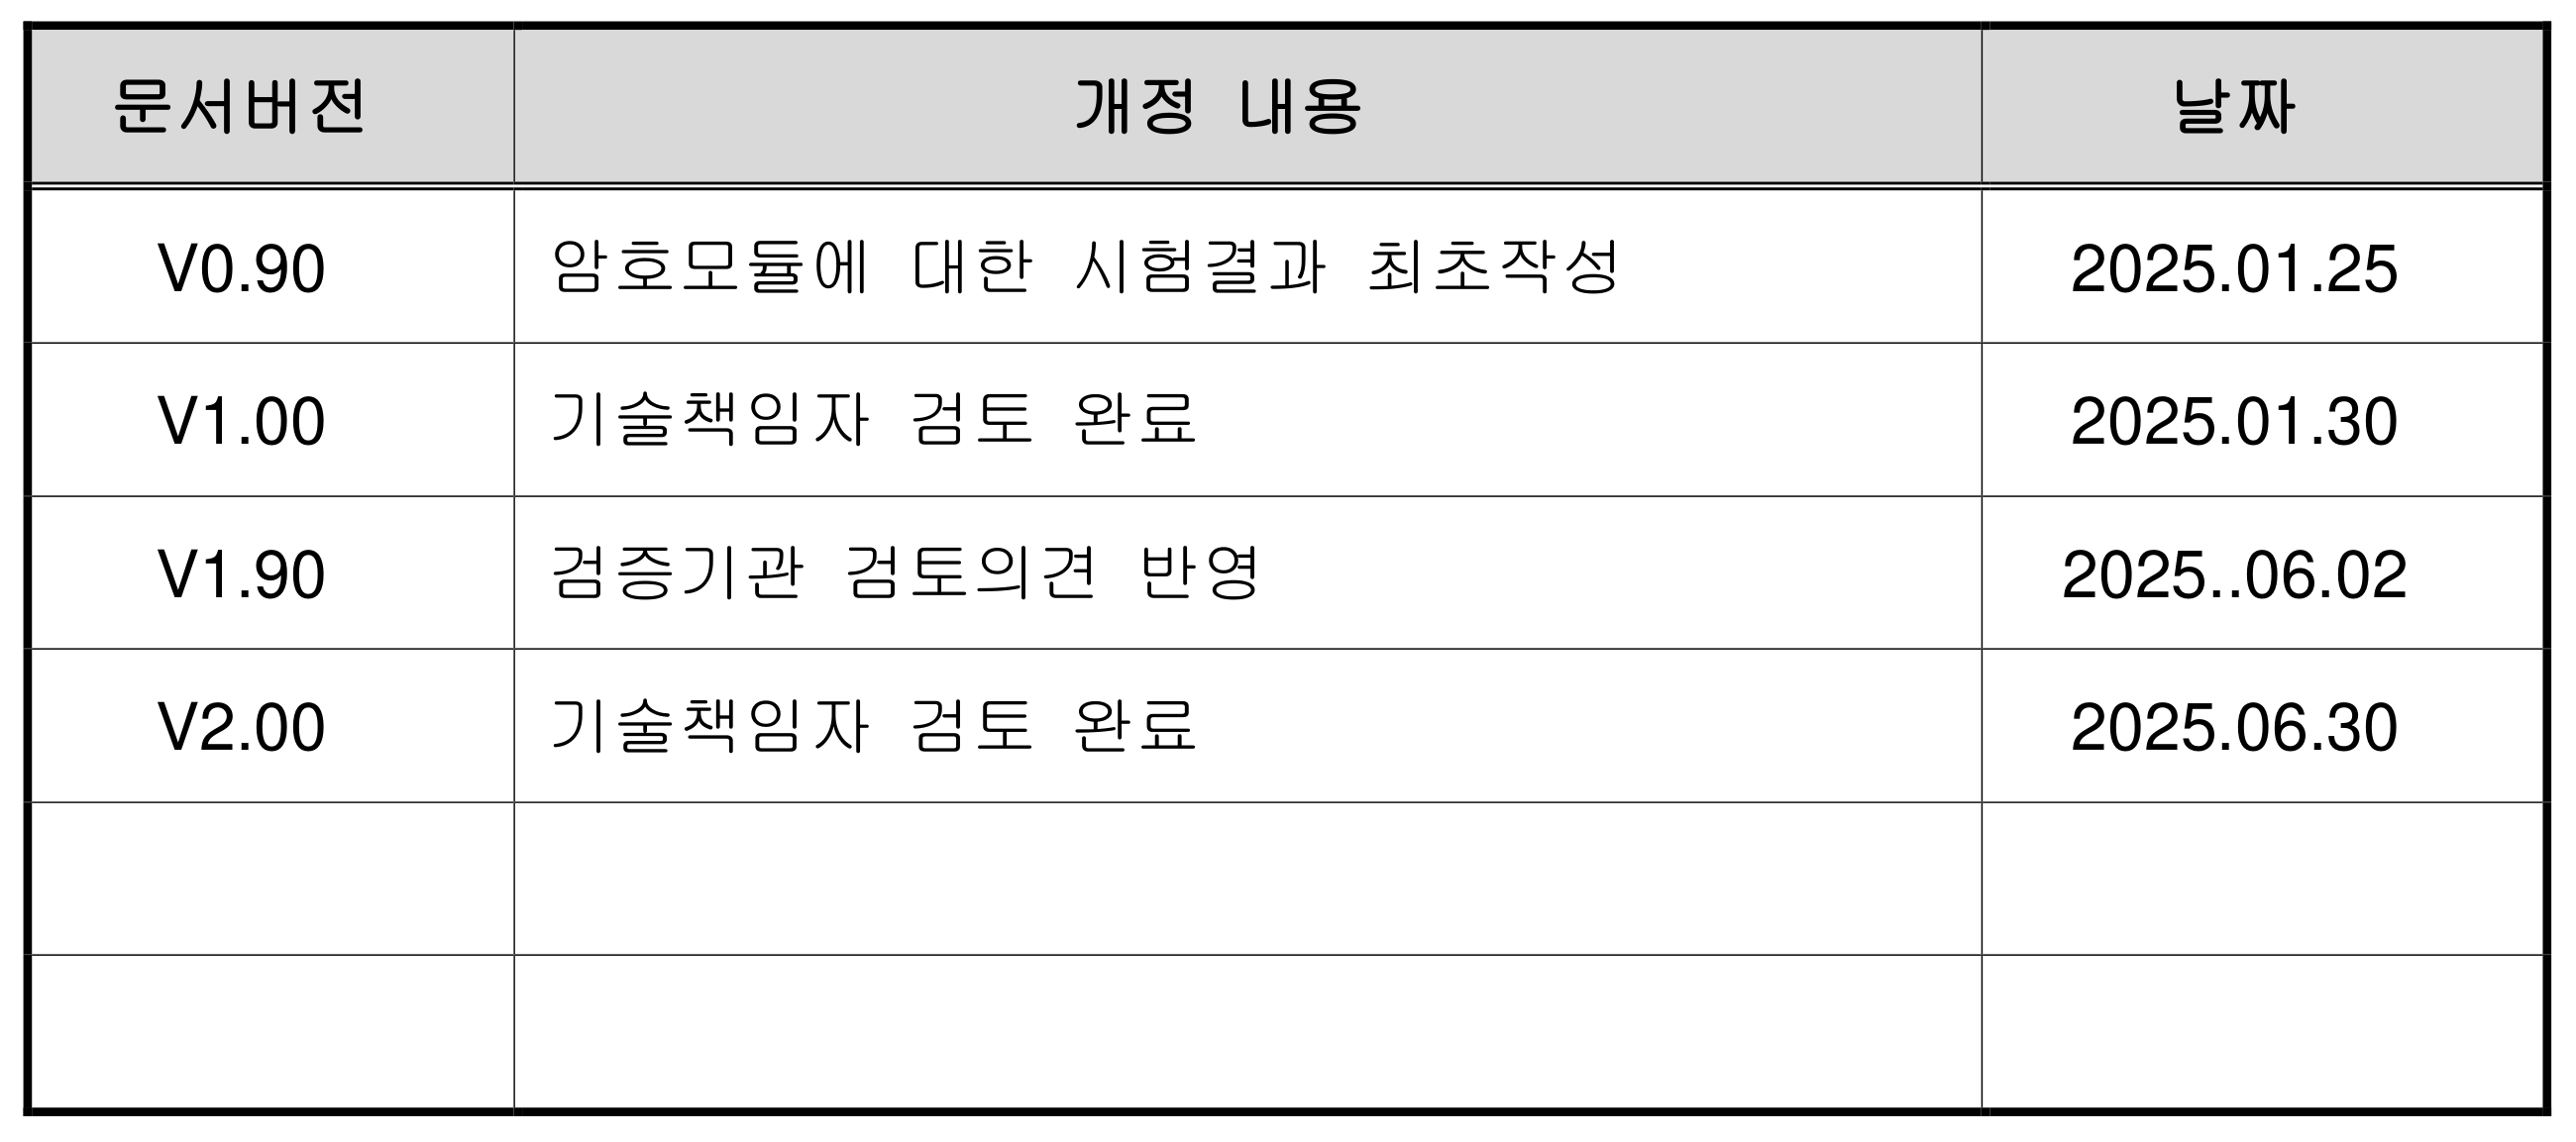 문서버전 개정 내용 날짜
V0.90 암호모듈에 대한 시험결과 최초작성 2025.01.25
V1.00 기술책임자 검토 완료 2025.01.30
V1.90 검증기관 검토의견 반영 2025..06.02
V2.00 기술책임자 검토 완료 2025.06.30